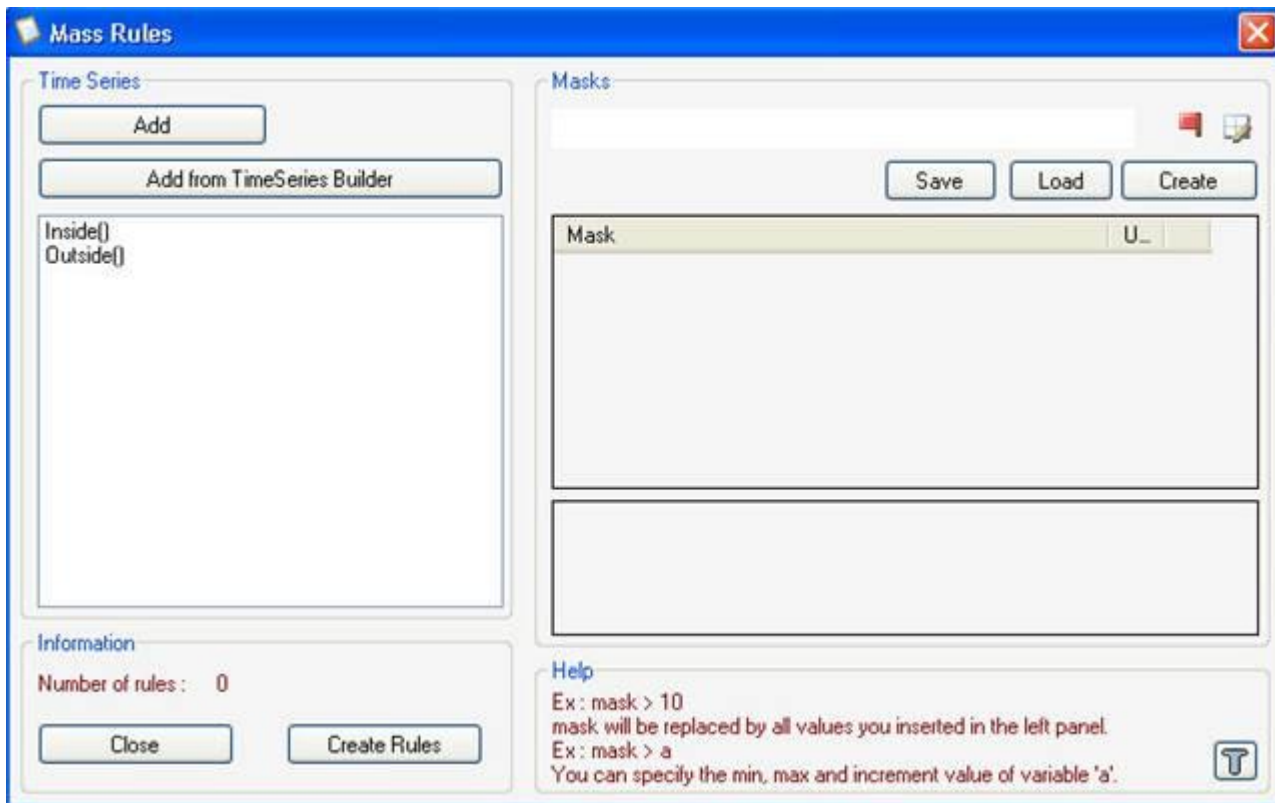 Mass Rules
Time Series
Add
Add from TimeSeries Builder
Inside()
Outside()
Information
Number of rules : 0
Close
Create Rules
Masks
Save
Load
Create
Mask
U...
Help
Ex : mask > 10
mask will be replaced by all values you inserted in the left panel.
Ex : mask > a
You can specify the min, max and increment value of variable 'a'.
T